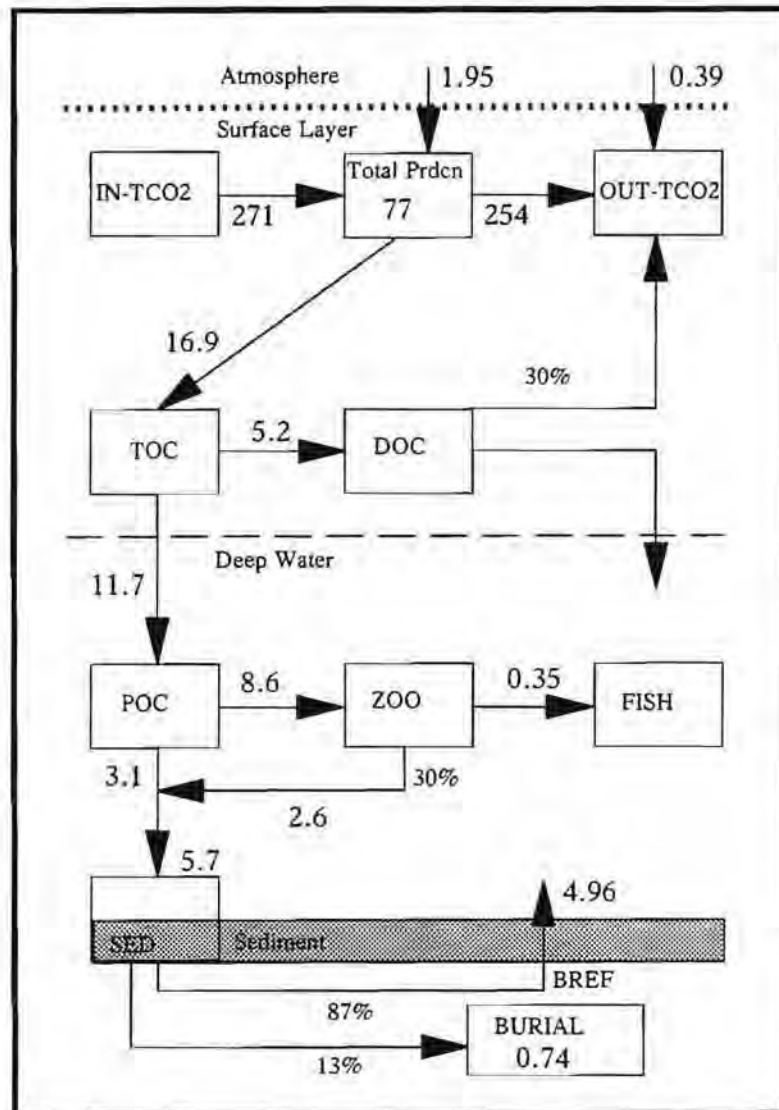 Atmosphere
1.95
0.39
Surface Layer
IN-TCO2
271
Total Prdcn
77
254
OUT-TCO2
16.9
30%
TOC
5.2
DOC
Deep Water
11.7
POC
8.6
ZOO
0.35
FISH
3.1
30%
2.6
5.7
4.96
SED
Sediment
BREF
87%
BURIAL
0.74
13%